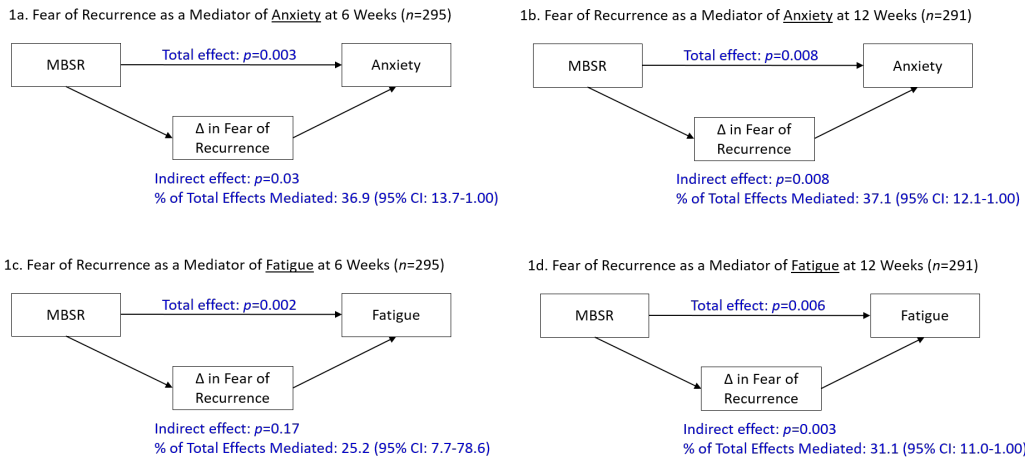 1a. Fear of Recurrence as a Mediator of Anxiety at 6 Weeks (n=295)
MBSR
Total effect: p=0.003
Anxiety
Δ in Fear of
Recurrence
Indirect effect: p=0.03
% of Total Effects Mediated: 36.9 (95% CI: 13.7-1.00)
1b. Fear of Recurrence as a Mediator of Anxiety at 12 Weeks (n=291)
MBSR
Total effect: p=0.008
Anxiety
Δ in Fear of
Recurrence
Indirect effect: p=0.008
% of Total Effects Mediated: 37.1 (95% CI: 12.1-1.00)
1c. Fear of Recurrence as a Mediator of Fatigue at 6 Weeks (n=295)
MBSR
Total effect: p=0.002
Fatigue
Δ in Fear of
Recurrence
Indirect effect: p=0.17
% of Total Effects Mediated: 25.2 (95% CI: 7.7-78.6)
1d. Fear of Recurrence as a Mediator of Fatigue at 12 Weeks (n=291)
MBSR
Total effect: p=0.006
Fatigue
Δ in Fear of
Recurrence
Indirect effect: p=0.003
% of Total Effects Mediated: 31.1 (95% CI: 11.0-1.00)